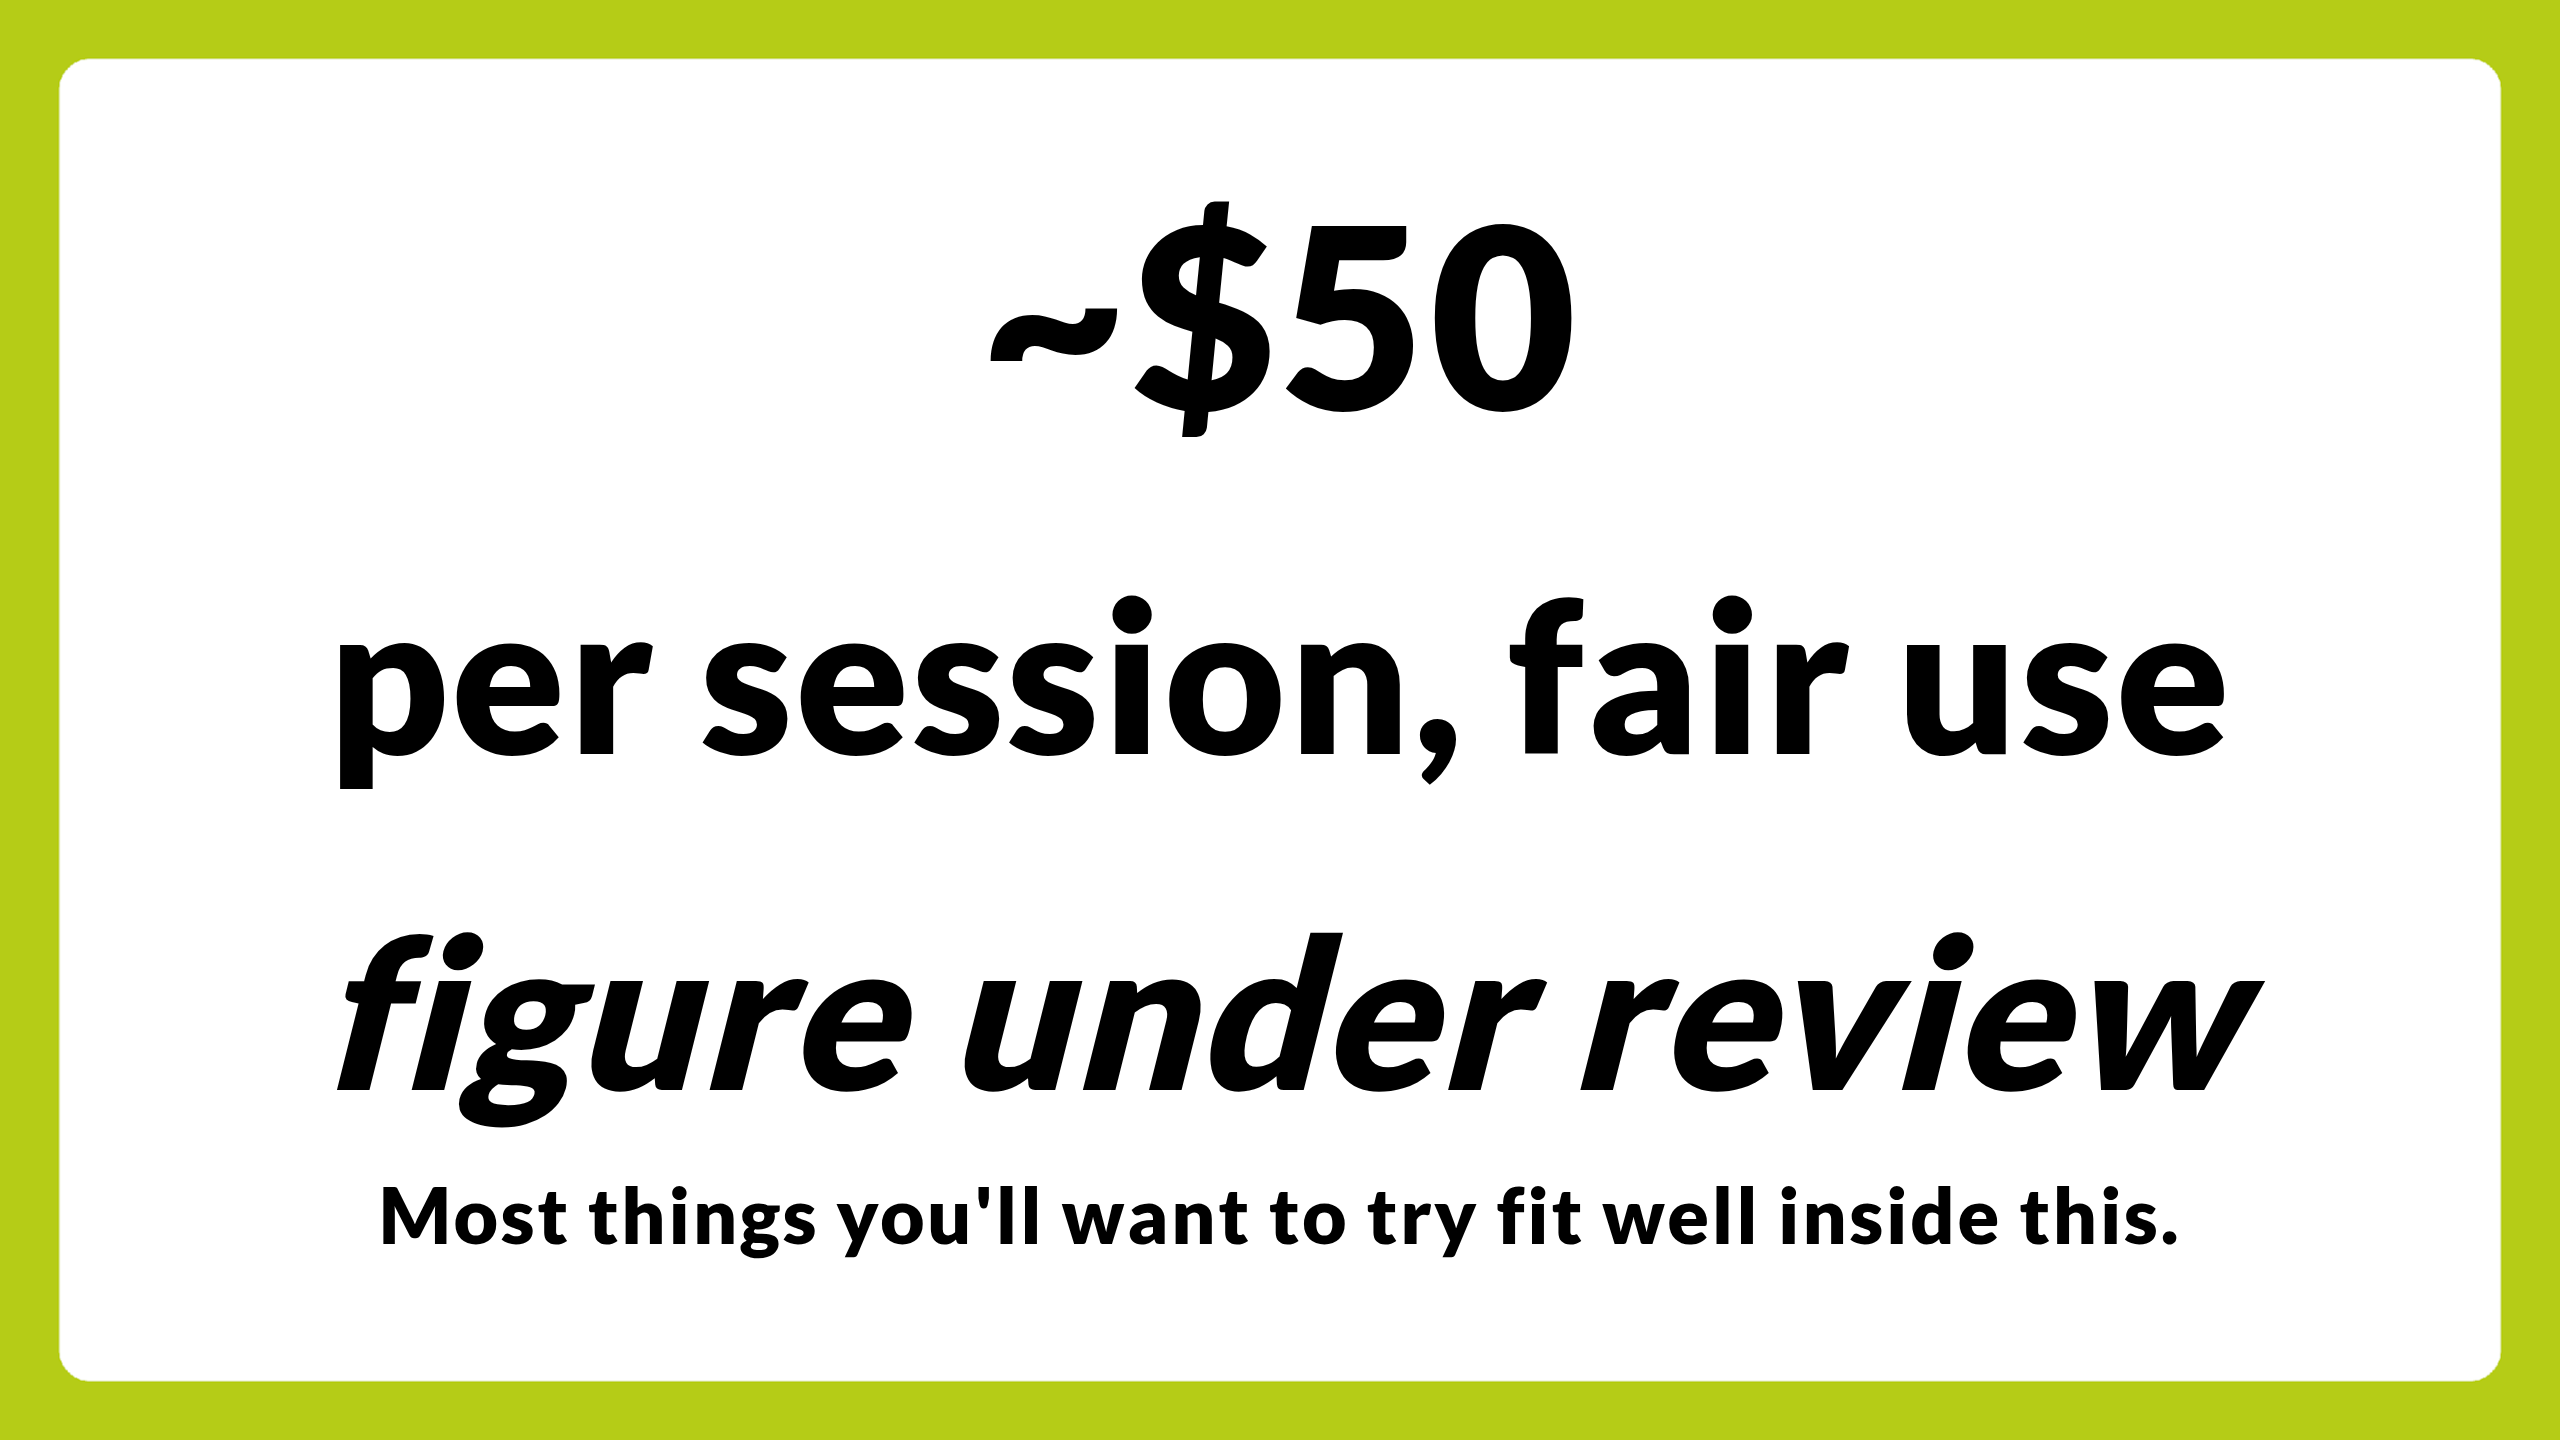 ~$50
per session, fair use
figure under review
Most things you'll want to try fit well inside this.